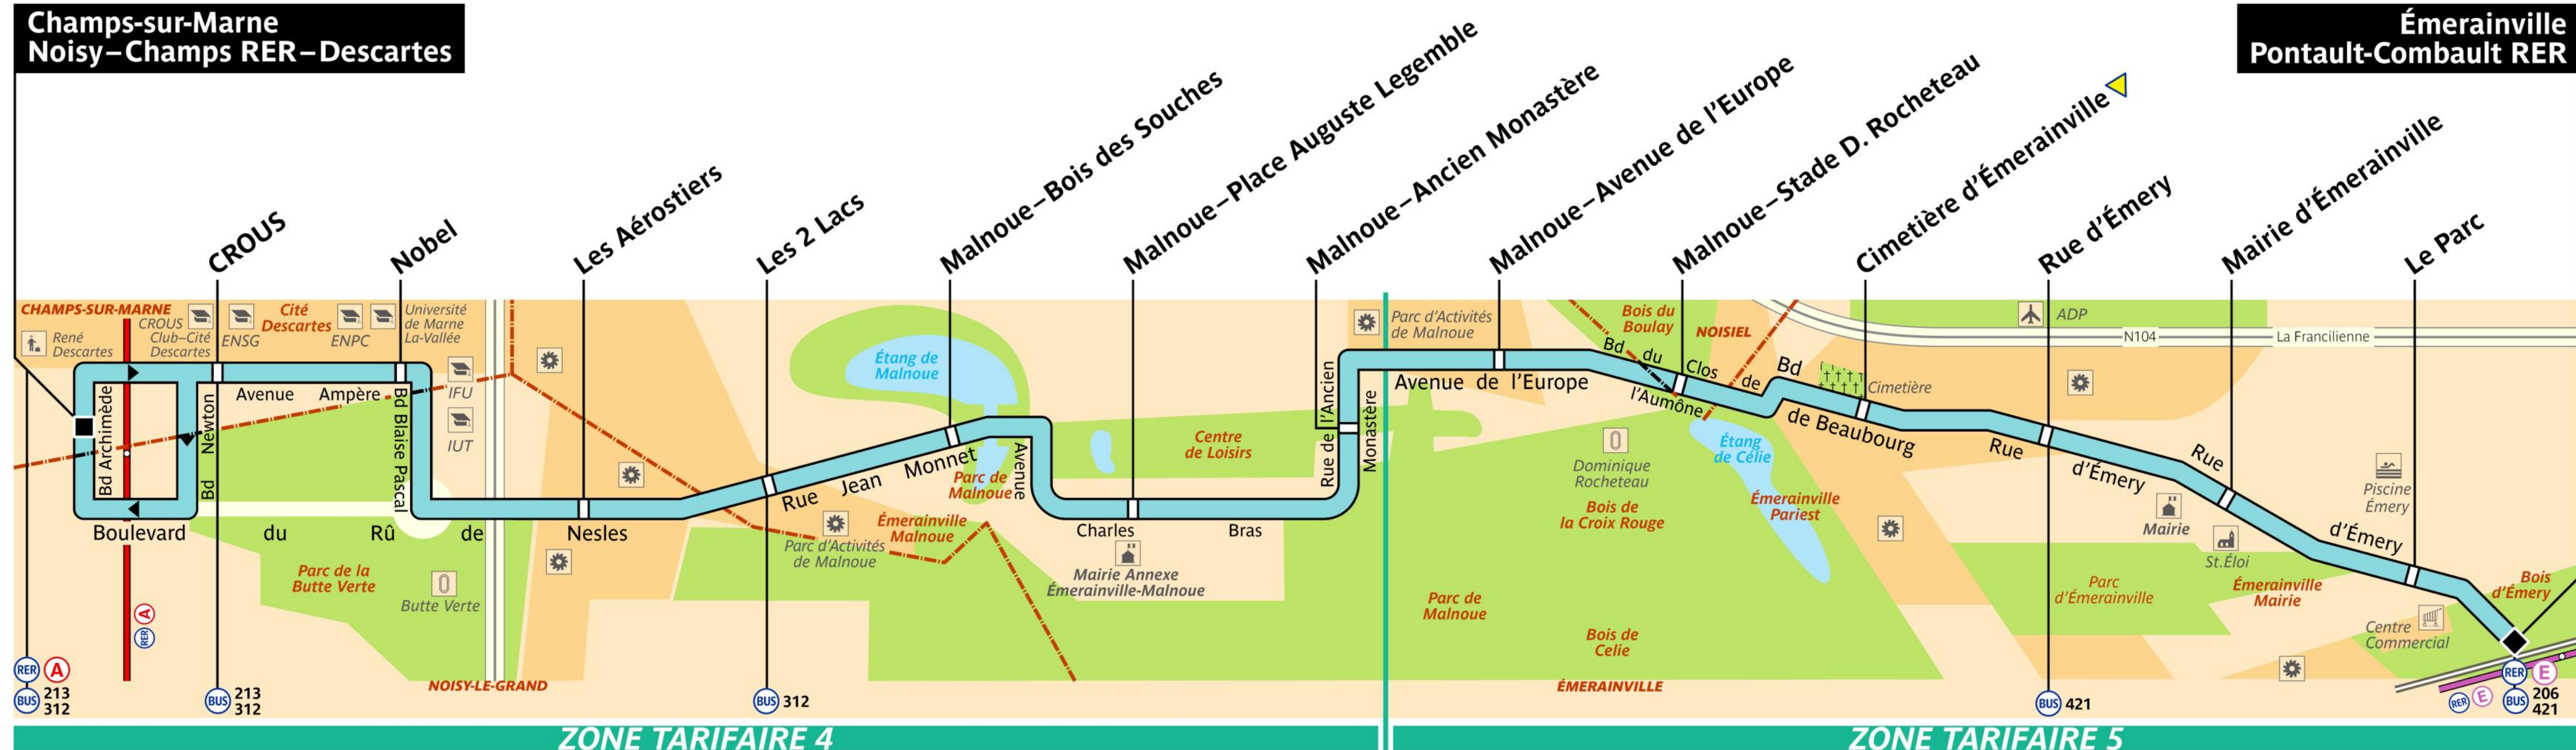 Champs-sur-Marne
Noisy–Champs RER–Descartes
Émerainville
Pontault-Combault RER
CROUS
Nobel
Les Aérostiers
Les 2 Lacs
Malnoue–Bois des Souches
Malnoue–Place Auguste Legemble
Malnoue–Ancien Monastère
Malnoue–Avenue de l'Europe
Malnoue–Stade D. Rocheteau
Cimetière d'Émerainville
Rue d'Émery
Mairie d'Émerainville
Le Parc
CHAMPS-SUR-MARNE
René
Descartes
CROUS
Club–Cité
Descartes
ENSG
Cité
Descartes
ENPC
Université
de Marne
La-Vallée
IFU
IUT
Bd Archimède
Bd Newton
Avenue Ampère
Bd Blaise Pascal
Boulevard du Rû de Nesles
Parc de la
Butte Verte
Butte Verte
NOISY-LE-GRAND
RER A
Étang de
Malnoue
Rue Jean Monnet
Parc de
Malnoue
Émerainville
Malnoue
Parc d'Activités
de Malnoue
Avenue
Charles Bras
Mairie Annexe
Émerainville-Malnoue
Centre
de Loisirs
Rue de l'Ancien
Monastère
Parc d'Activités
de Malnoue
Avenue de l'Europe
Bois du
Boulay
NOISIEL
Bd du Clos de
l'Aumône
Bd
de Beaubourg
Cimetière
Dominique
Rocheteau
Bois de
la Croix Rouge
Étang
de Célie
Émerainville
Pariest
Parc de
Malnoue
Bois de
Celie
ÉMERAINVILLE
ADP
N104
La Francilienne
Rue d'Émery
Rue d'Émery
Mairie
St.Éloi
Parc
d'Émerainville
Émerainville
Mairie
Piscine
Émery
Centre
Commercial
Bois
d'Émery
RER A
BUS 213
312
BUS 213
312
BUS 312
BUS 421
RER E
RER E
BUS 206
421
ZONE TARIFAIRE 4
ZONE TARIFAIRE 5